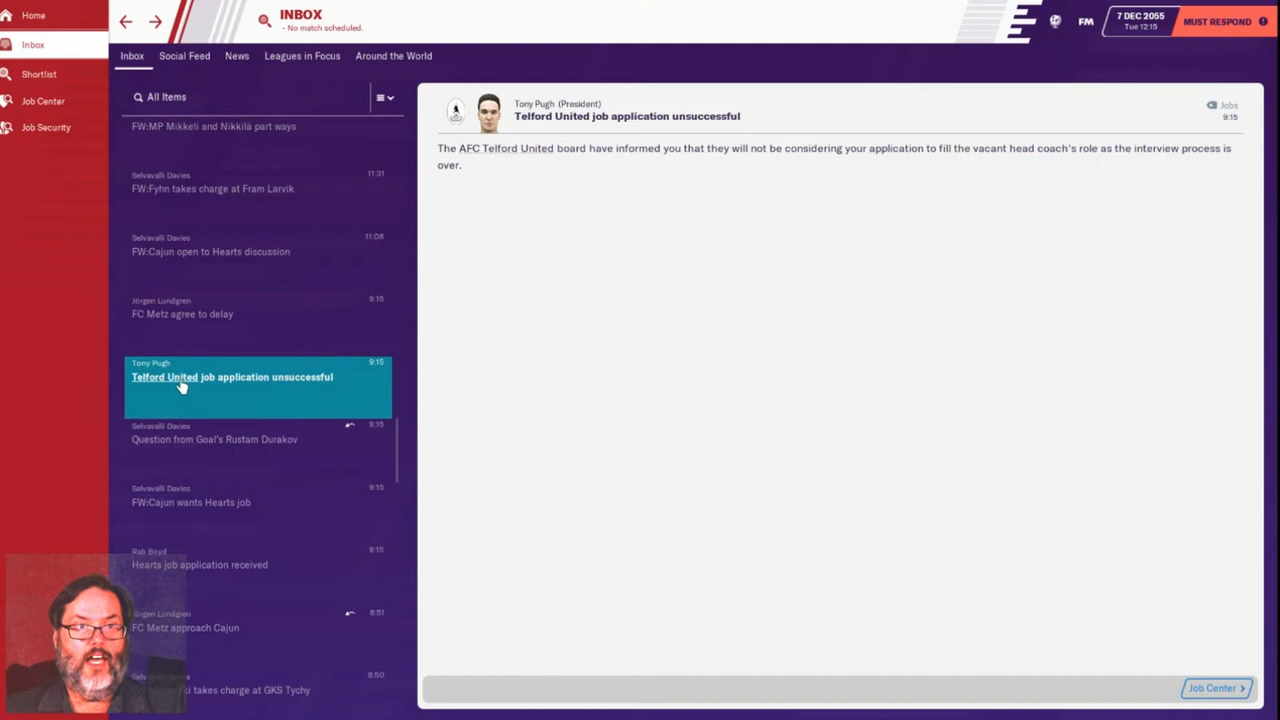 Home
Inbox
Shortlist
Job Center
Job Security
INBOX
- No match scheduled.
FM
7 DEC 2055
Tue 12:15
MUST RESPOND
Inbox
Social Feed
News
Leagues in Focus
Around the World
All Items
FW:MP Mikkeli and Nikkilä part ways
Selvavalli Davies
11:31
FW:Fyhn takes charge at Fram Larvik
Selvavalli Davies
11:08
FW:Cajun open to Hearts discussion
Jörgen Lundgren
9:15
FC Metz agree to delay
Tony Pugh
9:15
Telford United job application unsuccessful
Selvavalli Davies
9:15
Question from Goal's Rustam Durakov
Selvavalli Davies
9:15
FW:Cajun wants Hearts job
Rab Boyd
9:15
Hearts job application received
Jörgen Lundgren
8:51
FC Metz approach Cajun
8:50
takes charge at GKS Tychy
Tony Pugh (President)
Telford United job application unsuccessful
Jobs
9:15
The AFC Telford United board have informed you that they will not be considering your application to fill the vacant head coach's role as the interview process is
over.
Job Center